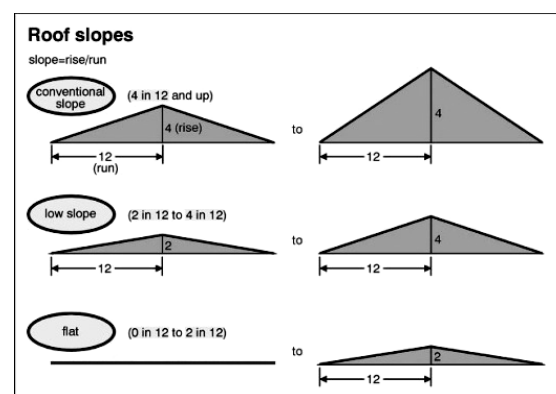 Roof slopes
slope=rise/run
conventional
slope
(4 in 12 and up)
4 (rise)
12
(run)
to
4
12
low slope
(2 in 12 to 4 in 12)
2
12
to
4
12
flat
(0 in 12 to 2 in 12)
to
2
12